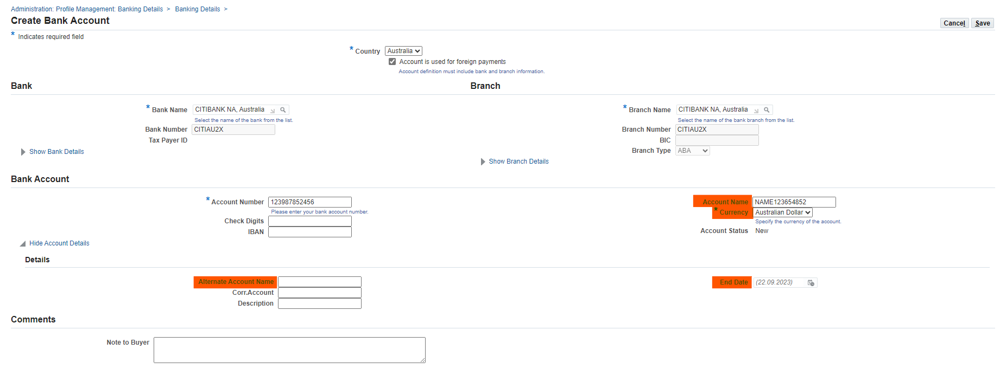 Administration: Profile Management: Banking Details > Banking Details >
Create Bank Account
Cancel Save
* Indicates required field
* Country Australia
Account is used for foreign payments
Account definition must include bank and branch information.
Bank
Branch
* Bank Name CITIBANK NA, Australia
Select the name of the bank from the list.
Bank Number CITIAU2X
Tax Payer ID
Show Bank Details
* Branch Name CITIBANK NA, Australia
Select the name of the bank branch from the list.
Branch Number CITIAU2X
BIC
Branch Type ABA
Show Branch Details
Bank Account
* Account Number 123987852456
Please enter your bank account number.
Check Digits
IBAN
Account Name NAME123654852
* Currency Australian Dollar
Specify the currency of the account.
Account Status New
Hide Account Details
Details
Alternate Account Name
Corr.Account
Description
End Date (22.09.2023)
Comments
Note to Buyer